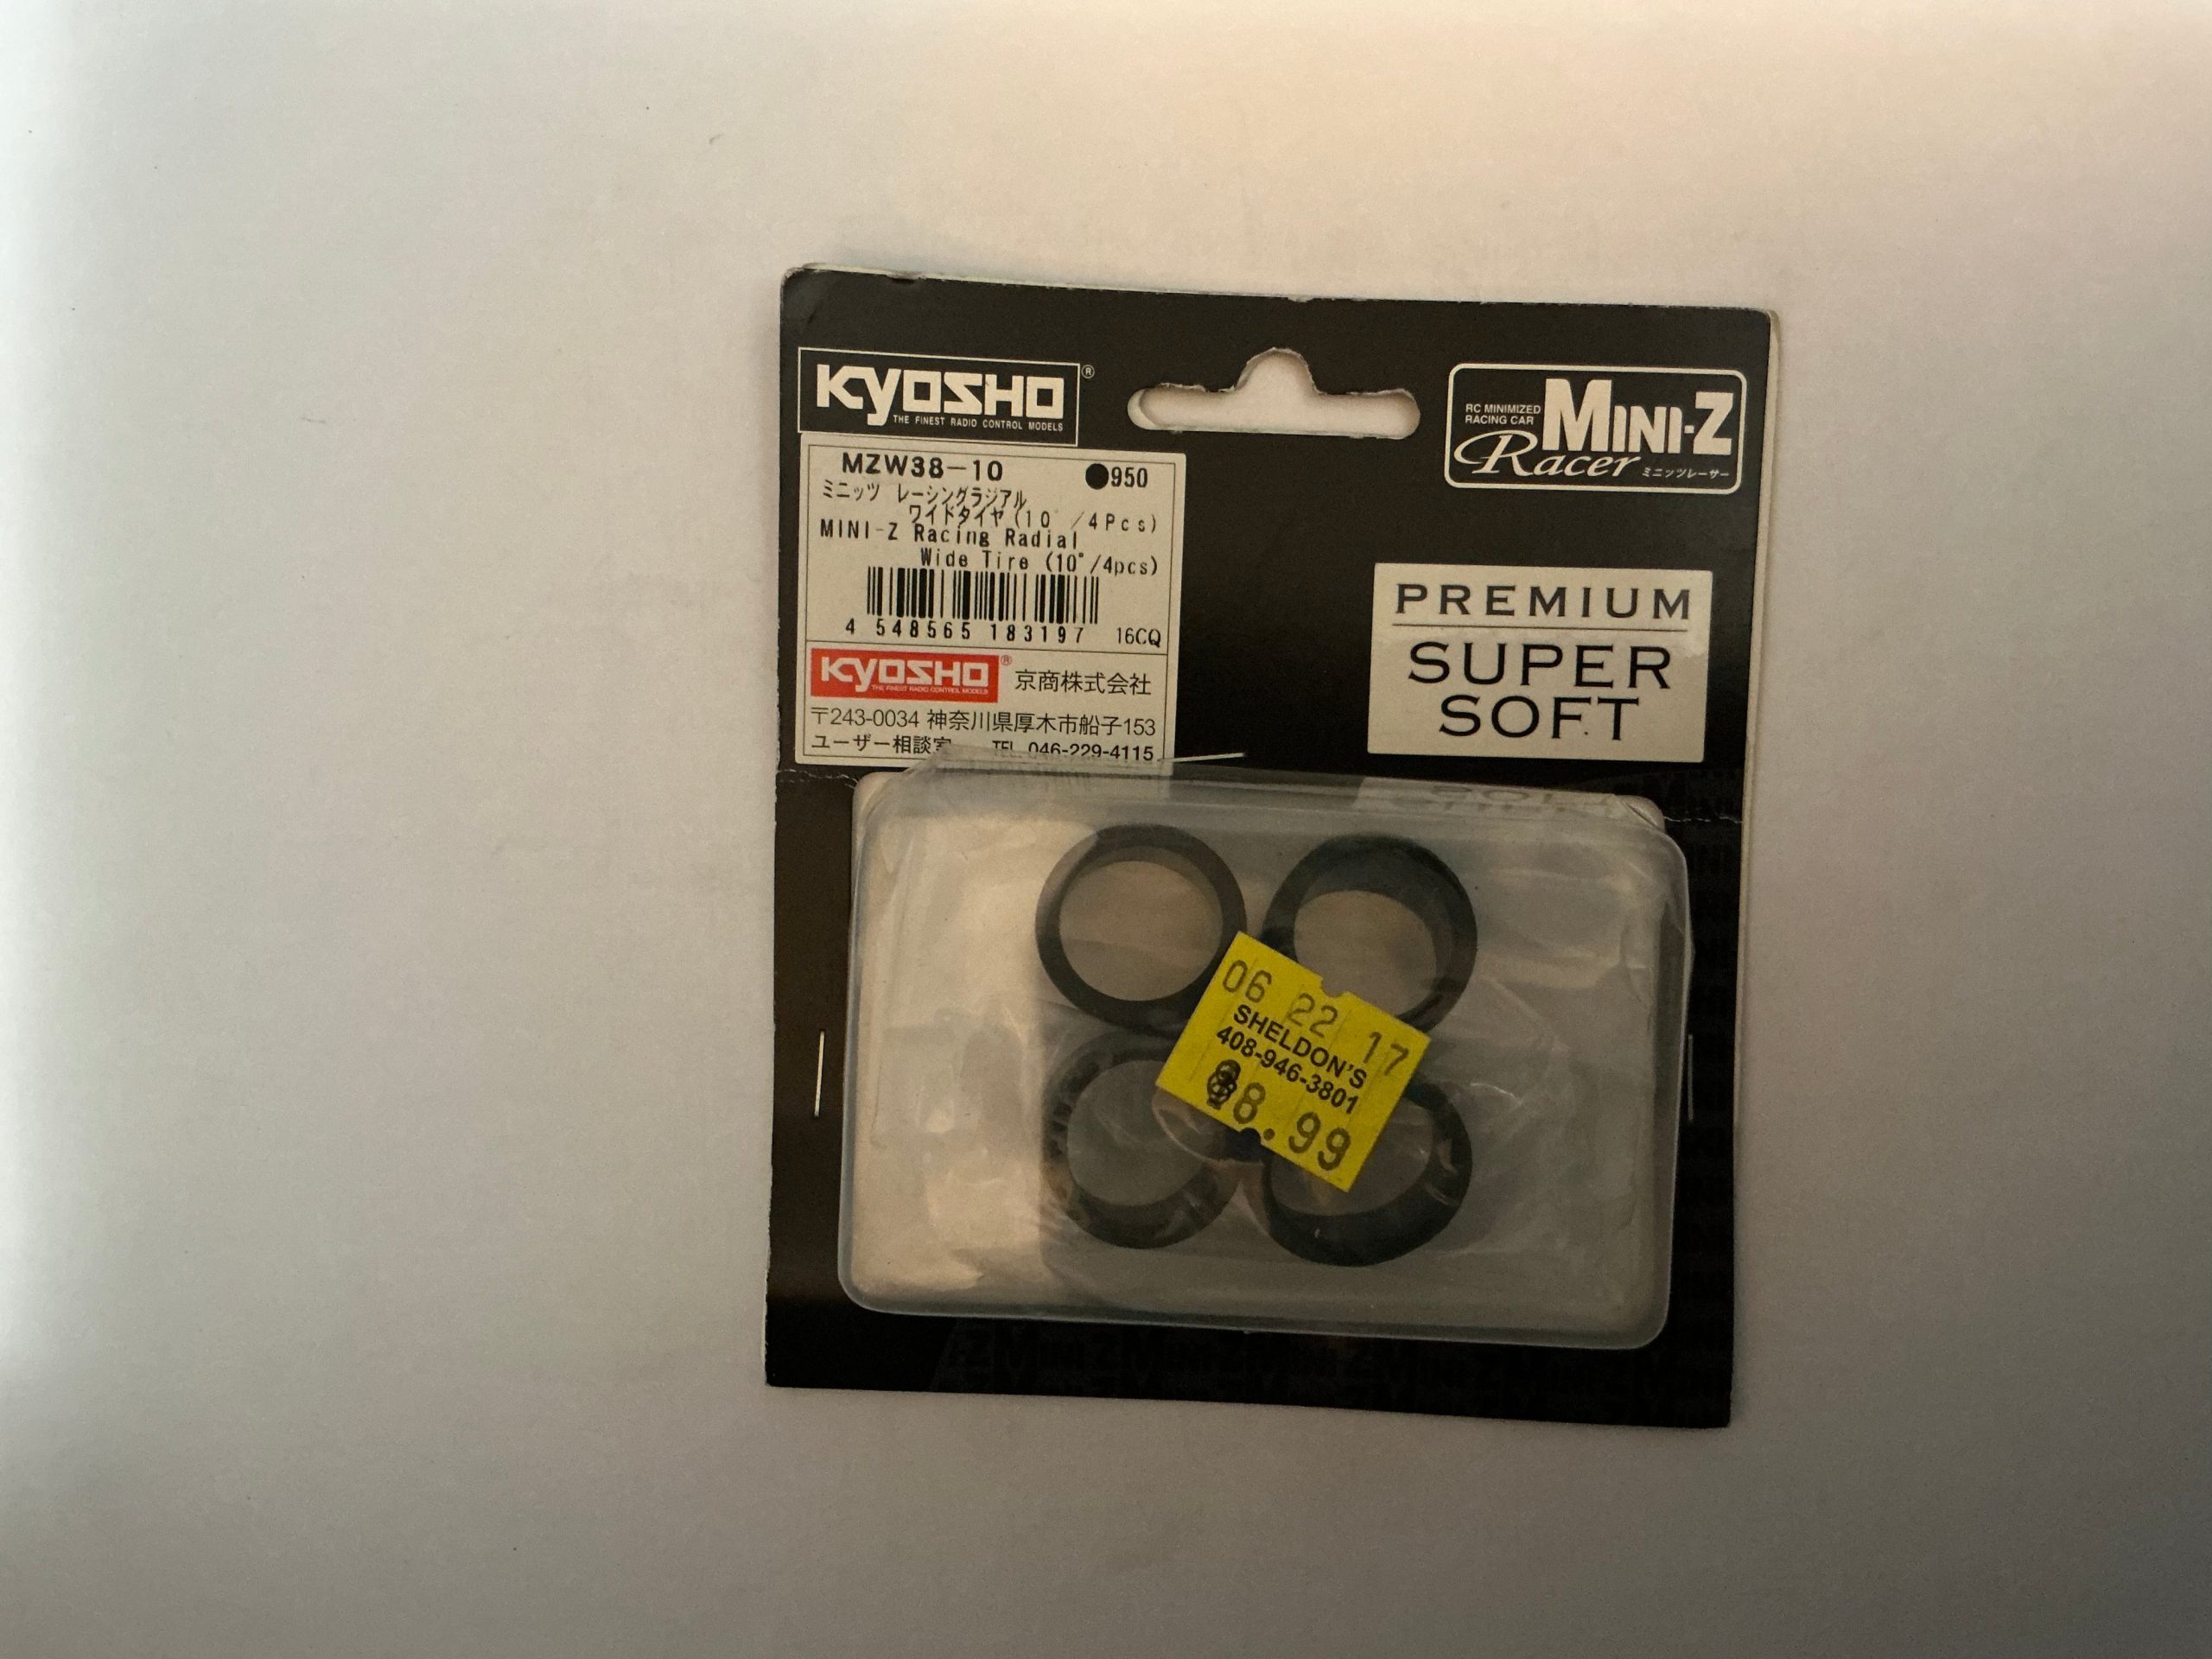 KYOSHO®
THE FINEST RADIO CONTROL MODELS
RC MINIMIZED
RACING CAR
MINI-Z
Racer ミニッツレーサー
MZW38-10 ●950
ミニッツ レーシングラジアル
ワイドタイヤ(10゜/4Pcs)
MINI-Z Racing Radial
Wide Tire (10°/4pcs)
4 548565 183197 16CQ
KYOSHO® 京商株式会社
THE FINEST RADIO CONTROL MODELS
〒243-0034 神奈川県厚木市船子153
ユーザー相談室 TEL. 046-229-4115
PREMIUM
SUPER
SOFT
06 22 17
SHELDON'S
408-946-3801
8.99